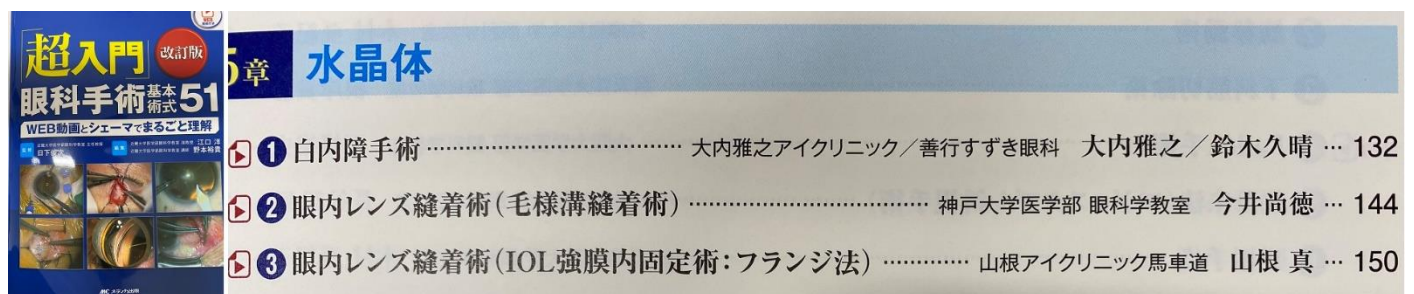 「超入門」
改訂版
眼科手術基本術式51
WEB動画とシェーマでまるごと理解
5章 水晶体
1 白内障手術 …… 大内雅之アイクリニック／善行すずき眼科 大内雅之／鈴木久晴 … 132
2 眼内レンズ縫着術（毛様溝縫着術） …… 神戸大学医学部 眼科学教室 今井尚徳 … 144
3 眼内レンズ縫着術（IOL強膜内固定術：フランジ法） …… 山根アイクリニック馬車道 山根 真 … 150